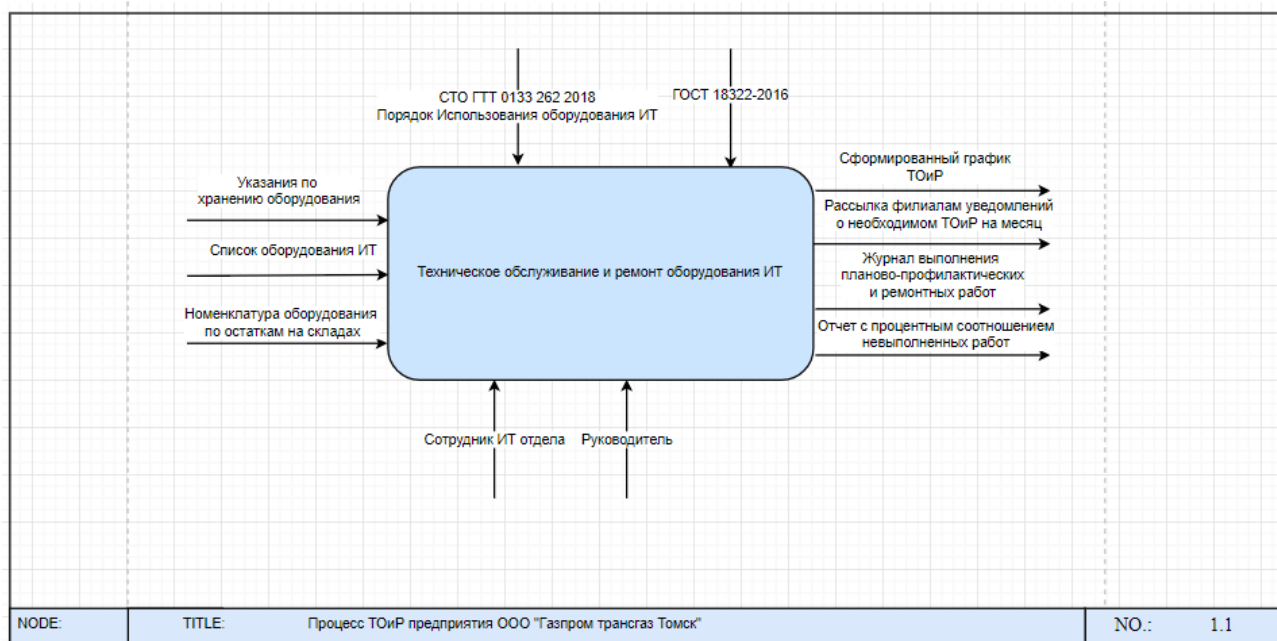 СТО ГТТ 0133 262 2018
Порядок Использования оборудования ИТ
ГОСТ 18322-2016
Указания по
хранению оборудования
Список оборудования ИТ
Номенклатура оборудования
по остаткам на складах
Техническое обслуживание и ремонт оборудования ИТ
Сформированный график
ТОиР
Рассылка филиалам уведомлений
о необходимом ТОиР на месяц
Журнал выполнения
планово-профилактических
и ремонтных работ
Отчет с процентным соотношением
невыполненных работ
Сотрудник ИТ отдела
Руководитель
NODE:
TITLE:
Процесс ТОиР предприятия ООО "Газпром трансгаз Томск"
NO.:
1.1